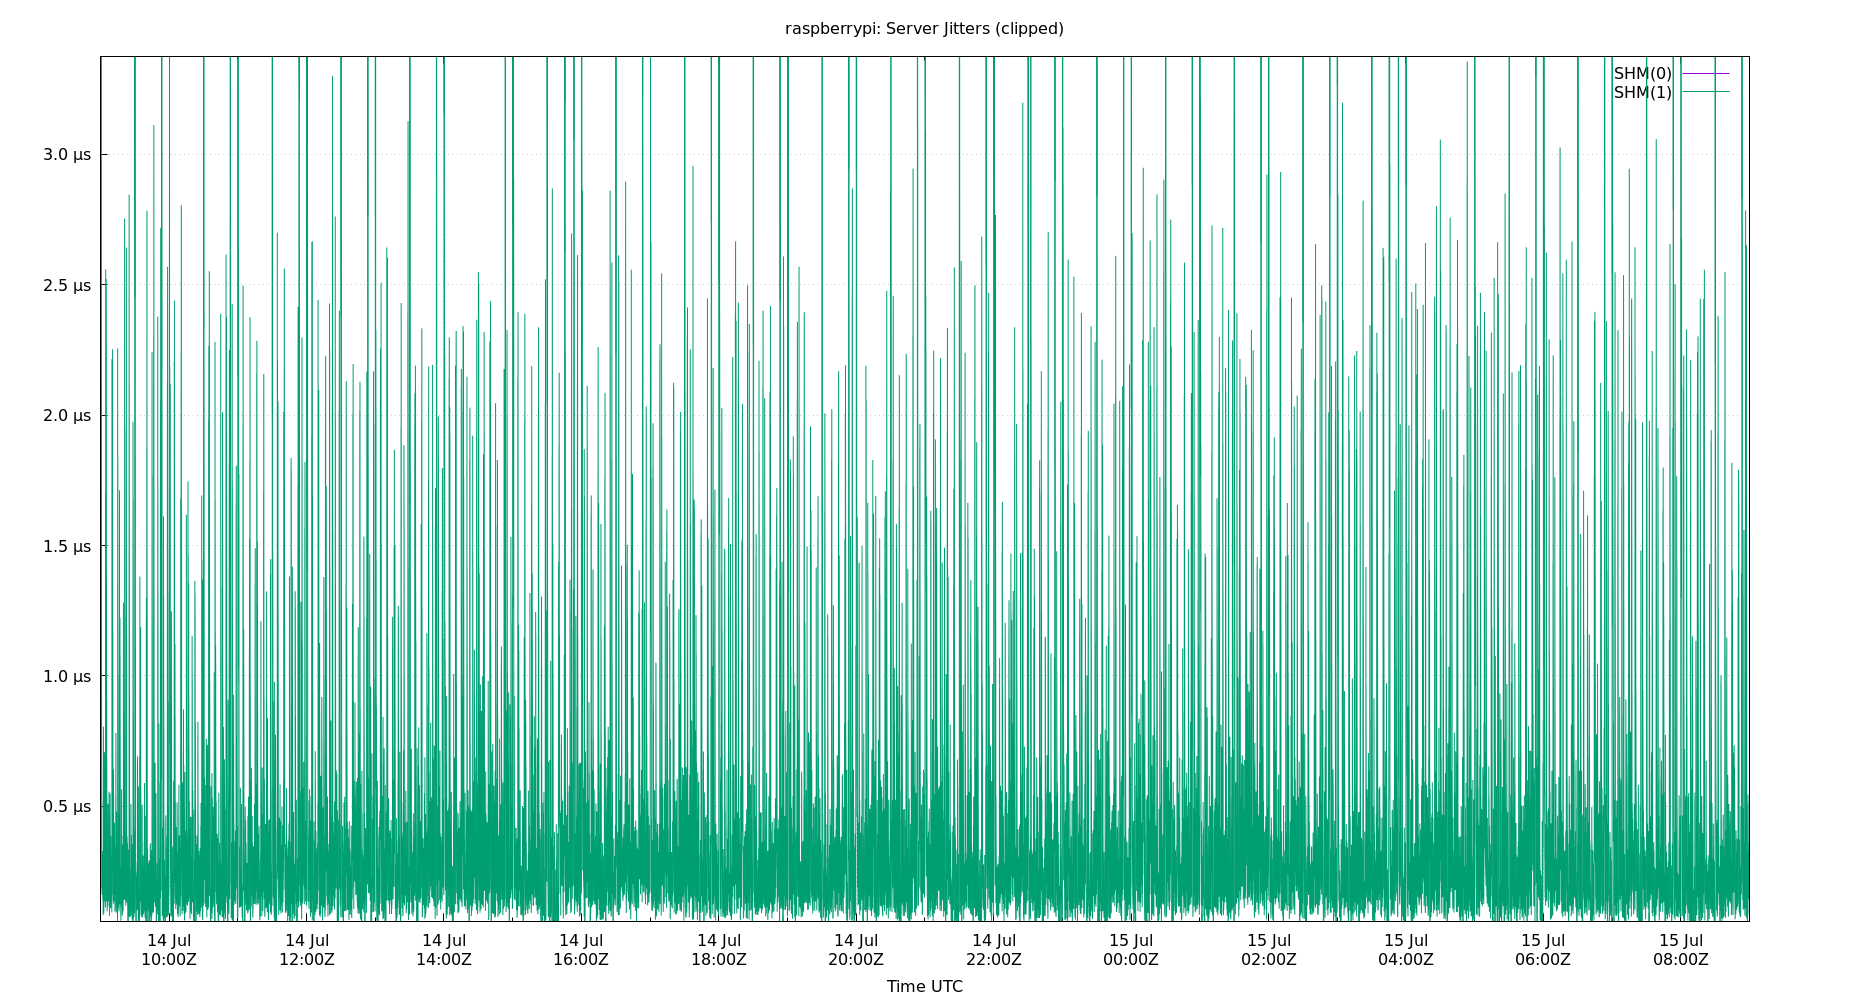 raspberrypi: Server Jitters (clipped)
SHM(0)
SHM(1)
3.0 µs
2.5 µs
2.0 µs
1.5 µs
1.0 µs
0.5 µs
14 Jul 14 Jul 14 Jul 14 Jul 14 Jul 14 Jul 14 Jul 15 Jul 15 Jul 15 Jul 15 Jul 15 Jul
10:00Z 12:00Z 14:00Z 16:00Z 18:00Z 20:00Z 22:00Z 00:00Z 02:00Z 04:00Z 06:00Z 08:00Z
Time UTC